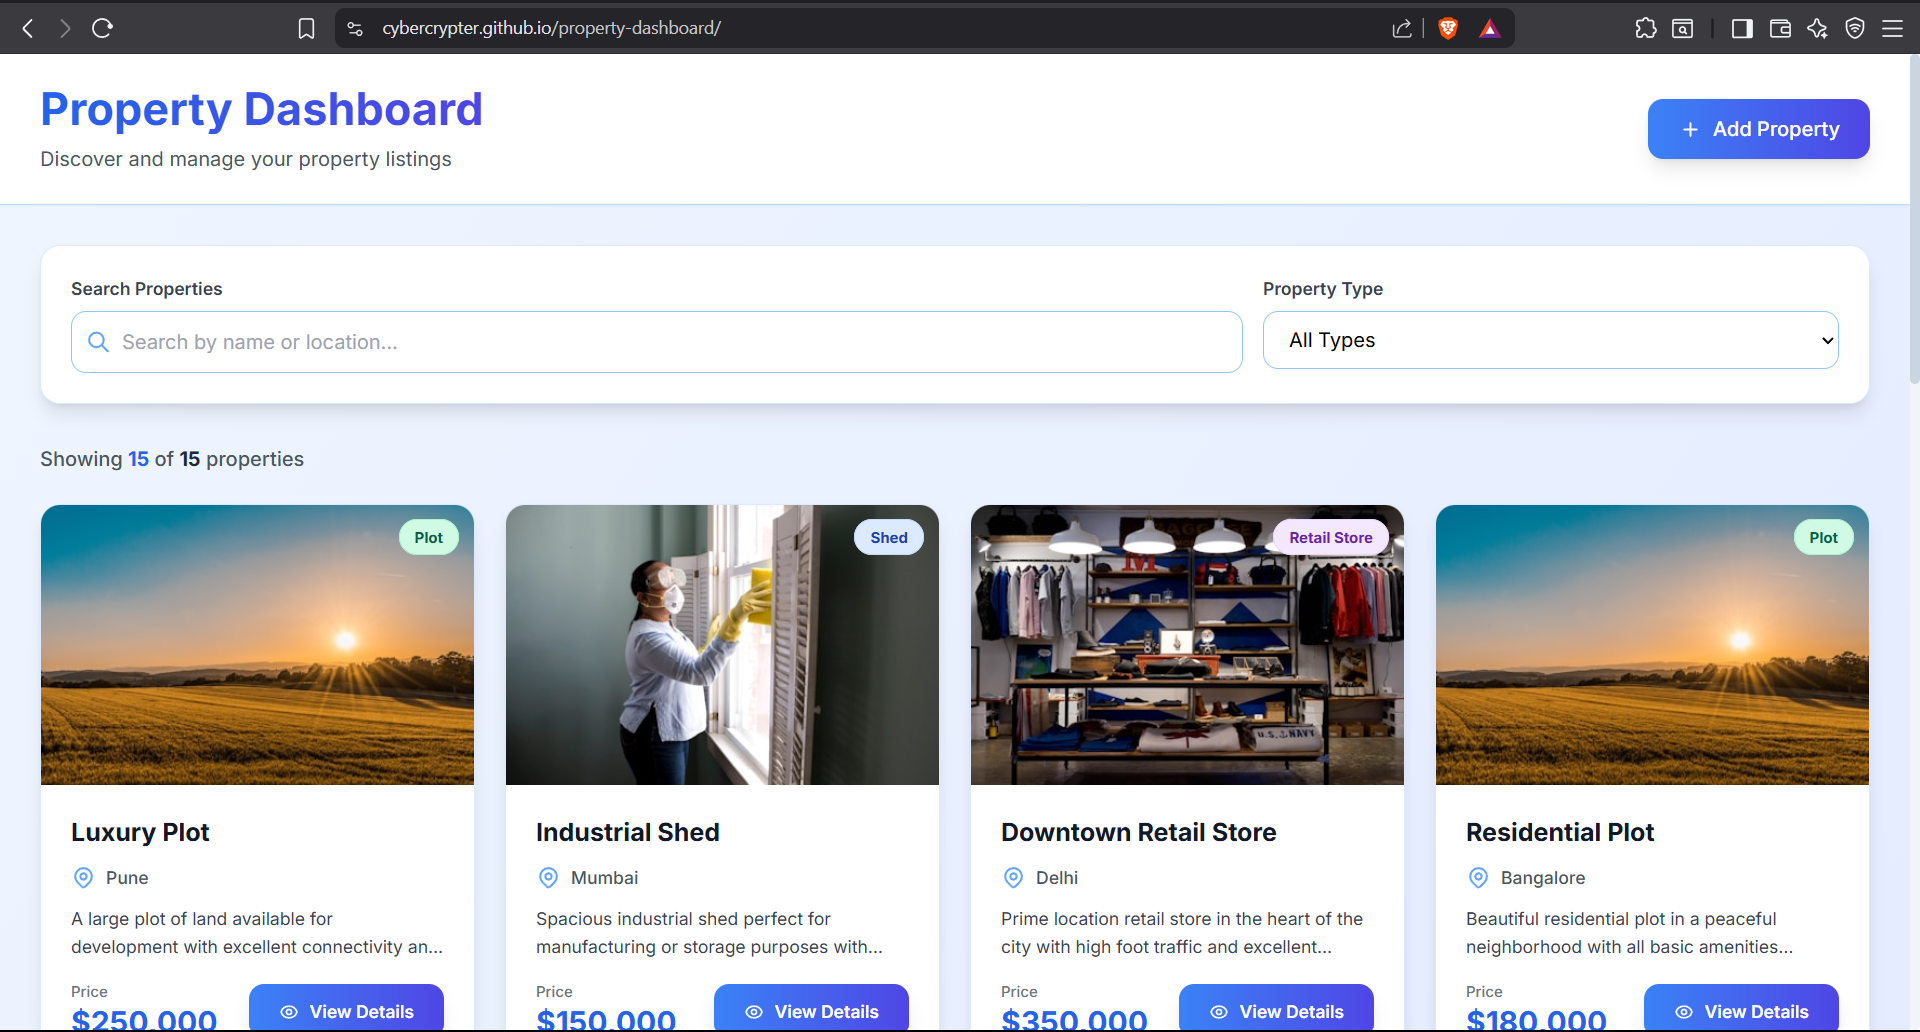 cybercrypter.github.io/property-dashboard/
Property Dashboard
Discover and manage your property listings
+ Add Property
Search Properties
Search by name or location...
Property Type
All Types
Showing 15 of 15 properties
Plot
Shed
Retail Store
Plot
BAGGAGE
M
U.S. NAVY
Luxury Plot
Pune
A large plot of land available for
development with excellent connectivity an...
Price
$250,000
View Details
Industrial Shed
Mumbai
Spacious industrial shed perfect for
manufacturing or storage purposes with...
Price
$150,000
View Details
Downtown Retail Store
Delhi
Prime location retail store in the heart of the
city with high foot traffic and excellent...
Price
$350,000
View Details
Residential Plot
Bangalore
Beautiful residential plot in a peaceful
neighborhood with all basic amenities...
Price
$180,000
View Details